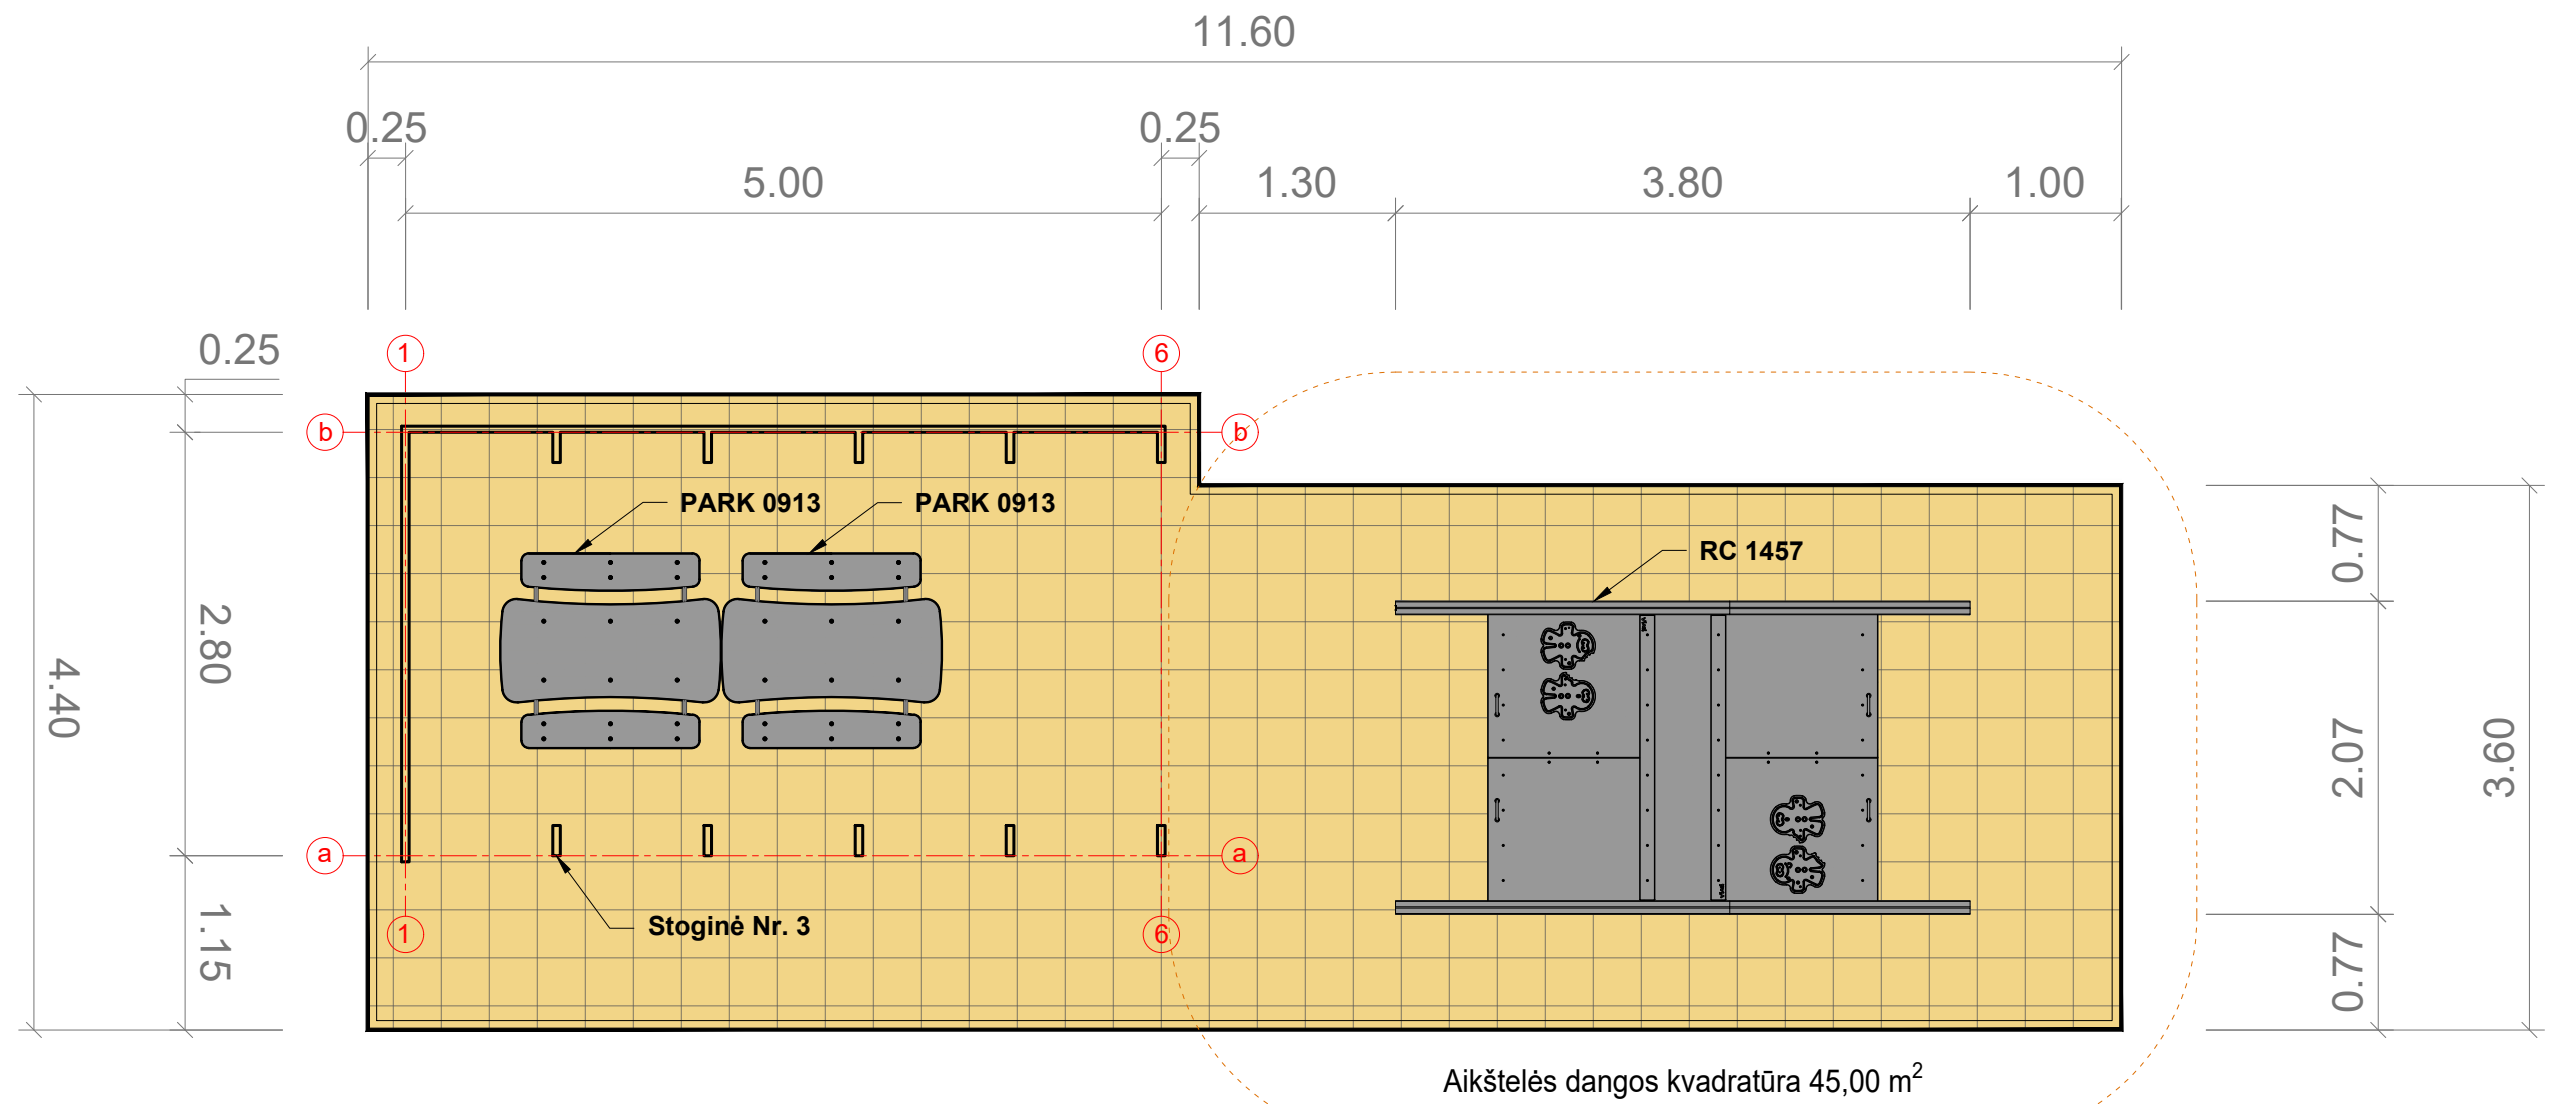 11.60
0.25
0.25
5.00
1.30
3.80
1.00
0.25
1
6
b
b
PARK 0913
PARK 0913
RC 1457
0.77
2.80
4.40
2.07
3.60
a
a
1.15
Stoginė Nr. 3
1
6
0.77
Aikštelės dangos kvadratūra 45,00 m²